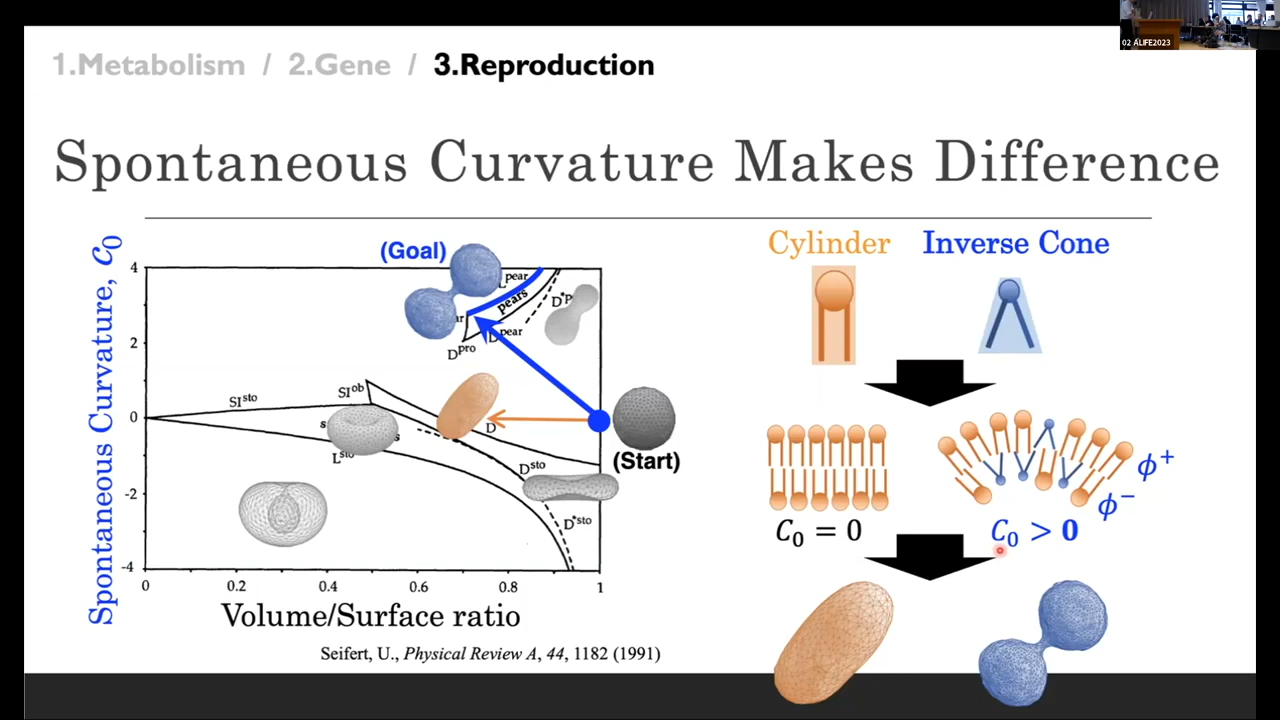 02 ALIFE2023
1.Metabolism / 2.Gene / 3.Reproduction
Spontaneous Curvature Makes Difference
Spontaneous Curvature, c₀
4
2
0
-2
-4
0
0.2
0.4
0.6
0.8
1
Volume/Surface ratio
(Goal)
pear
pears
D^pro
SI^sto
SI^ob
L^sto
D
D^sto
D*sto
(Start)
Seifert, U., Physical Review A, 44, 1182 (1991)
Cylinder
Inverse Cone
ϕ⁺
ϕ⁻
C₀ = 0
C₀ > 0